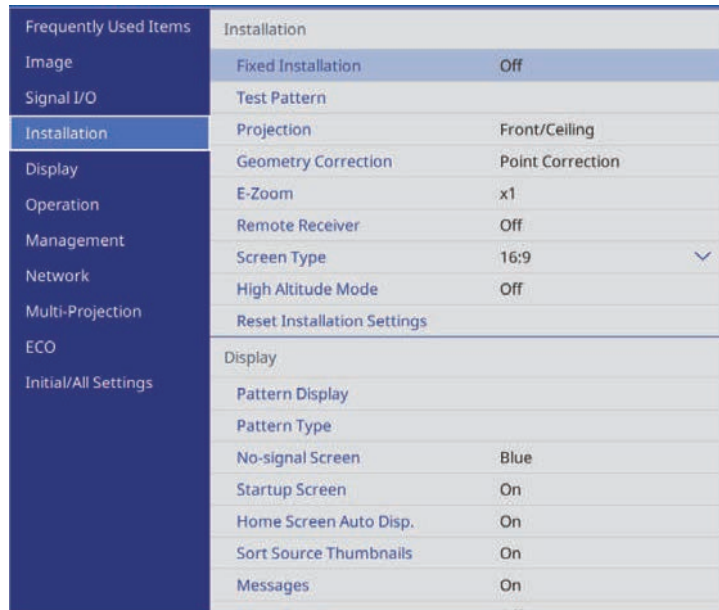 Frequently Used Items
Image
Signal I/O
Installation
Display
Operation
Management
Network
Multi-Projection
ECO
Initial/All Settings
Installation
Fixed Installation Off
Test Pattern
Projection Front/Ceiling
Geometry Correction Point Correction
E-Zoom x1
Remote Receiver Off
Screen Type 16:9
High Altitude Mode Off
Reset Installation Settings
Display
Pattern Display
Pattern Type
No-signal Screen Blue
Startup Screen On
Home Screen Auto Disp. On
Sort Source Thumbnails On
Messages On